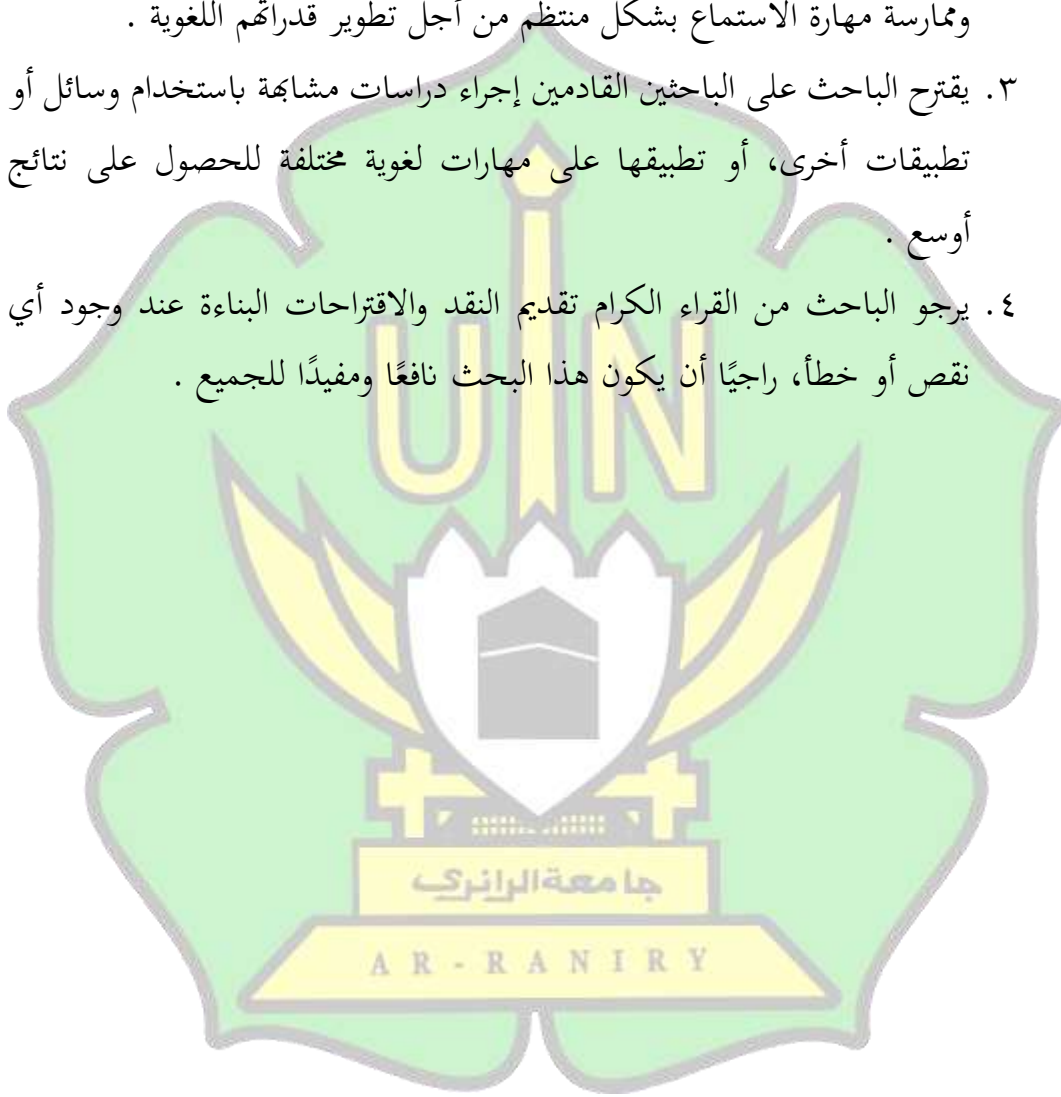 وممارسة مهارة الاستماع بشكل منتظم من أجل تطوير قدراتهم اللغوية .
٣. يقترح الباحث على الباحثين القادمين إجراء دراسات مشابهة باستخدام وسائل أو
تطبيقات أخرى، أو تطبيقها على مهارات لغوية مختلفة للحصول على نتائج
أوسع .
٤. يرجو الباحث من القراء الكرام تقديم النقد والاقتراحات البناءة عند وجود أي
نقص أو خطأ، راجيًا أن يكون هذا البحث نافعًا ومفيدًا للجميع .
UIN
جامعة الرانري
AR-RANIRY